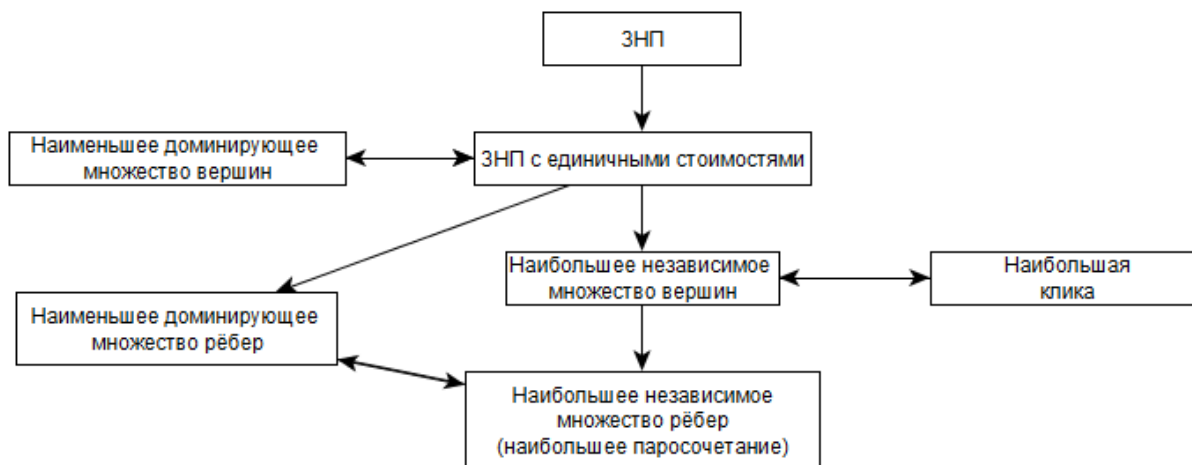 ЗНП
Наименьшее доминирующее
множество вершин
ЗНП с единичными стоимостями
Наибольшее независимое
множество вершин
Наибольшая
клика
Наименьшее доминирующее
множество рёбер
Наибольшее независимое
множество рёбер
(наибольшее паросочетание)